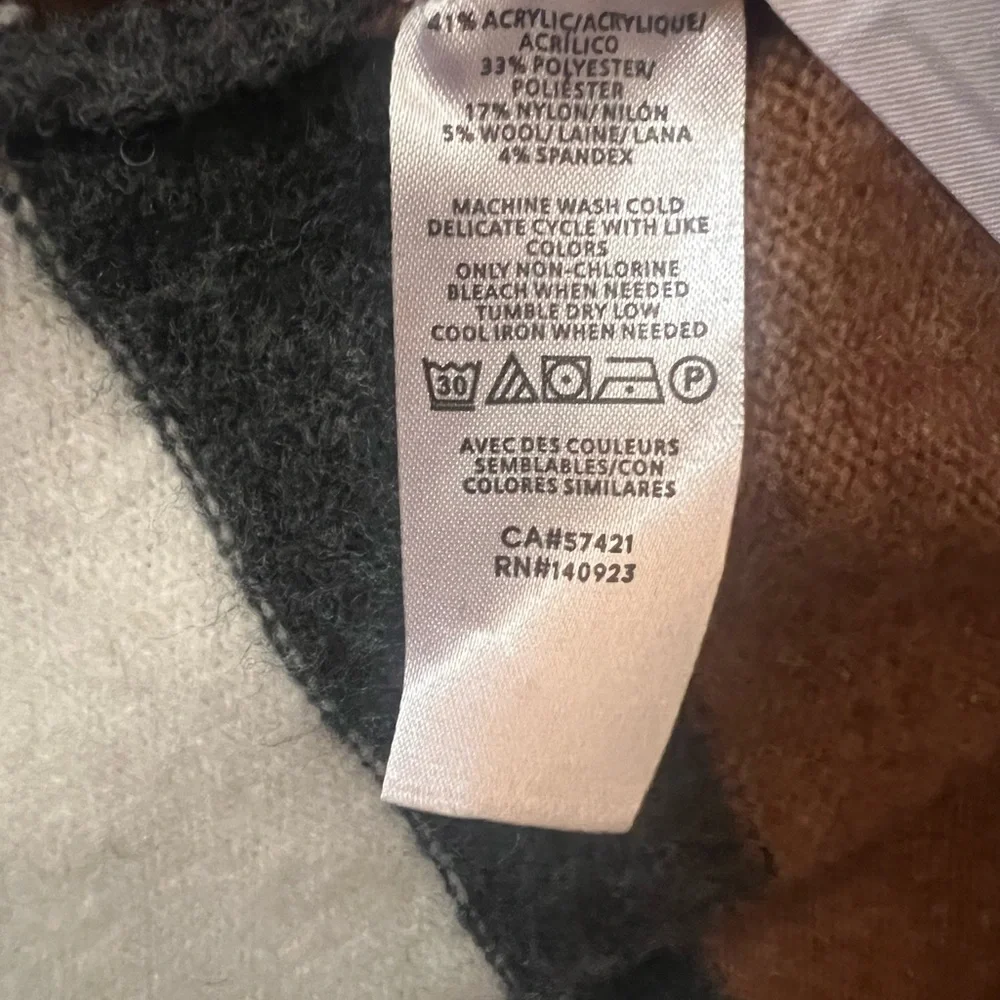 41% ACRYLIC/ACRYLIQUE/
ACRÍLICO
33% POLYESTER/
POLIÉSTER
17% NYLON/NILÓN
5% WOOL/LAINE/LANA
4% SPANDEX
MACHINE WASH COLD
DELICATE CYCLE WITH LIKE
COLORS
ONLY NON-CHLORINE
BLEACH WHEN NEEDED
TUMBLE DRY LOW
COOL IRON WHEN NEEDED
30 P
AVEC DES COULEURS
SEMBLABLES/CON
COLORES SIMILARES
CA#57421
RN#140923